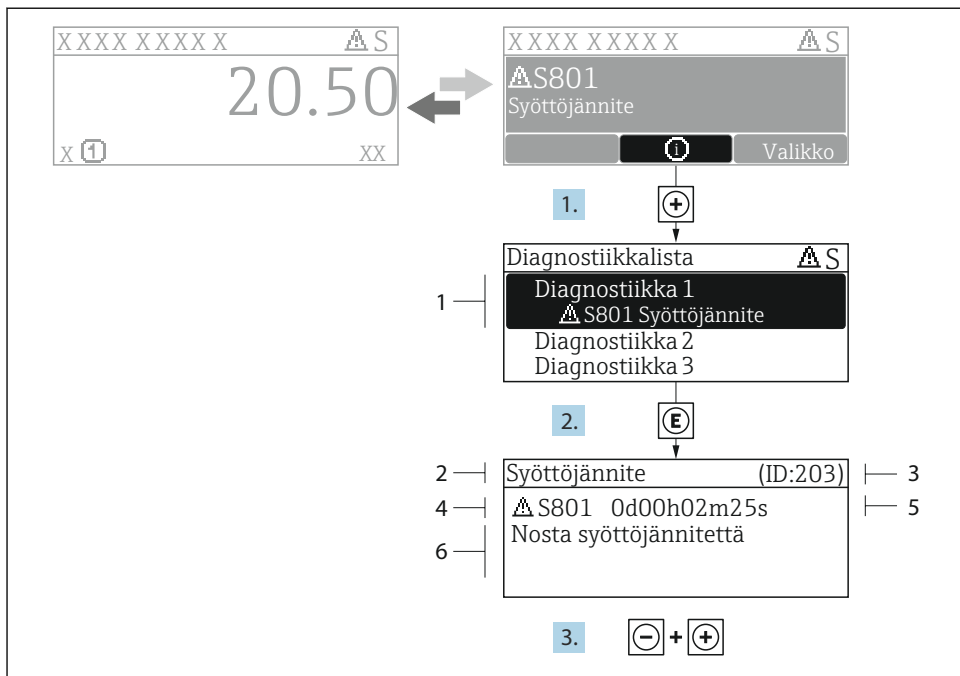 XXXX XXXXX ⚠S
20.50
X 1 XX
XXXX XXXXX ⚠S
⚠S801
Syöttöjännite
i Valikko
1. +
Diagnostiikkalista ⚠S
1
Diagnostiikka 1
⚠S801 Syöttöjännite
Diagnostiikka 2
Diagnostiikka 3
2. E
2 Syöttöjännite (ID:203) 3
4 ⚠S801 0d00h02m25s 5
6 Nosta syöttöjännitettä
3. - + +